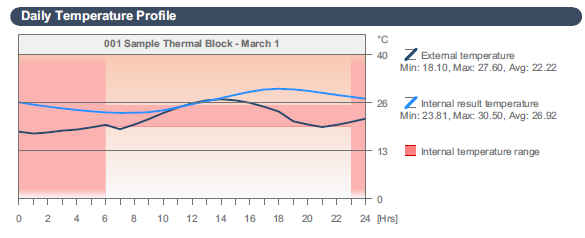 Daily Temperature Profile
001 Sample Thermal Block - March 1
°C
40
26
13
0
0 2 4 6 8 10 12 14 16 18 20 22 24 [Hrs]
External temperature
Min: 18.10, Max: 27.60, Avg: 22.22
Internal result temperature
Min: 23.81, Max: 30.50, Avg: 26.92
Internal temperature range